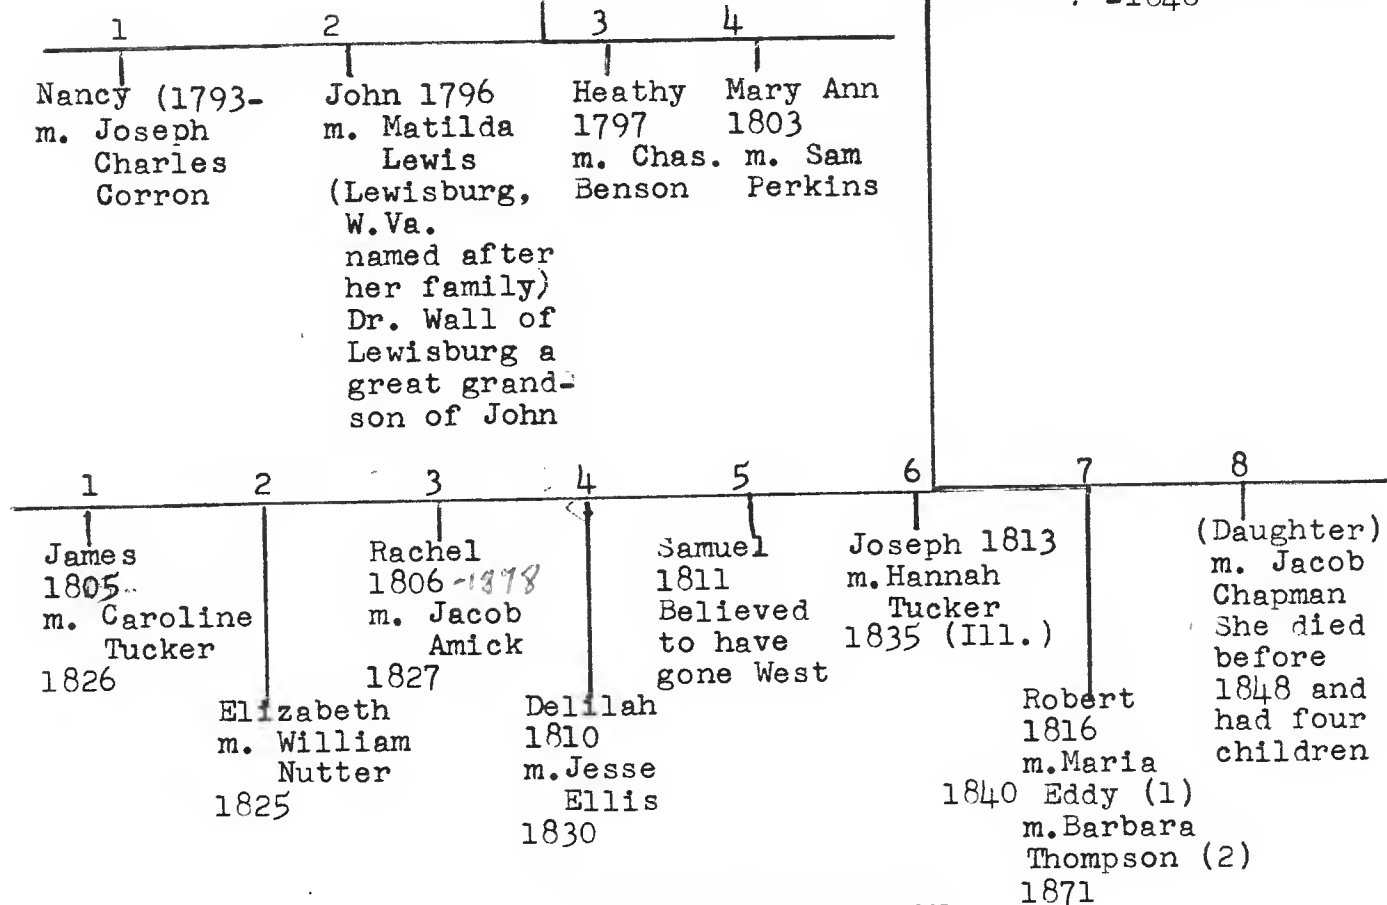 -1848
1 2 3 4
Nancy (1793-
m. Joseph
Charles
Corron
John 1796
m. Matilda
Lewis
(Lewisburg,
W.Va.
named after
her family)
Dr. Wall of
Lewisburg a
great grand-
son of John
Heathy
1797
m. Chas.
Benson
Mary Ann
1803
m. Sam
Perkins
1 2 3 4 5 6 7 8
James
1805
m. Caroline
Tucker
1826
Elizabeth
m. William
Nutter
1825
Rachel
1806-1898
m. Jacob
Amick
1827
Delilah
1810
m.Jesse
Ellis
1830
Samuel
1811
Believed
to have
gone West
Joseph 1813
m.Hannah
Tucker
1835 (Ill.)
Robert
1816
m.Maria
1840 Eddy (1)
m.Barbara
Thompson (2)
1871
(Daughter)
m. Jacob
Chapman
She died
before
1848 and
had four
children